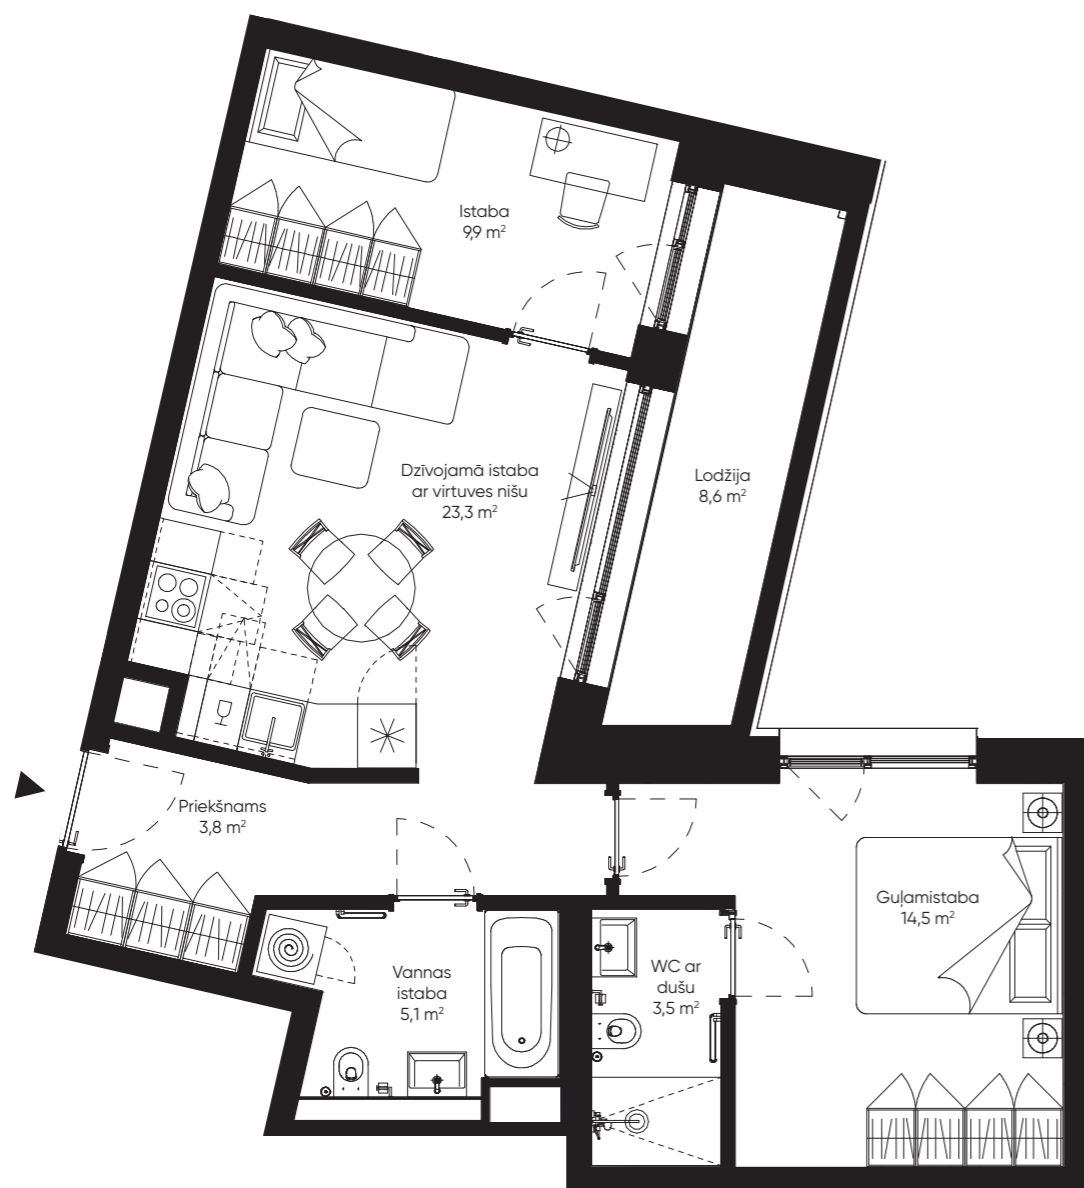 Istaba
9,9 m²
Dzīvojamā istaba
ar virtuves nišu
23,3 m²
Lodžija
8,6 m²
Priekšnams
3,8 m²
Guļamistaba
14,5 m²
Vannas
istaba
5,1 m²
WC ar
dušu
3,5 m²